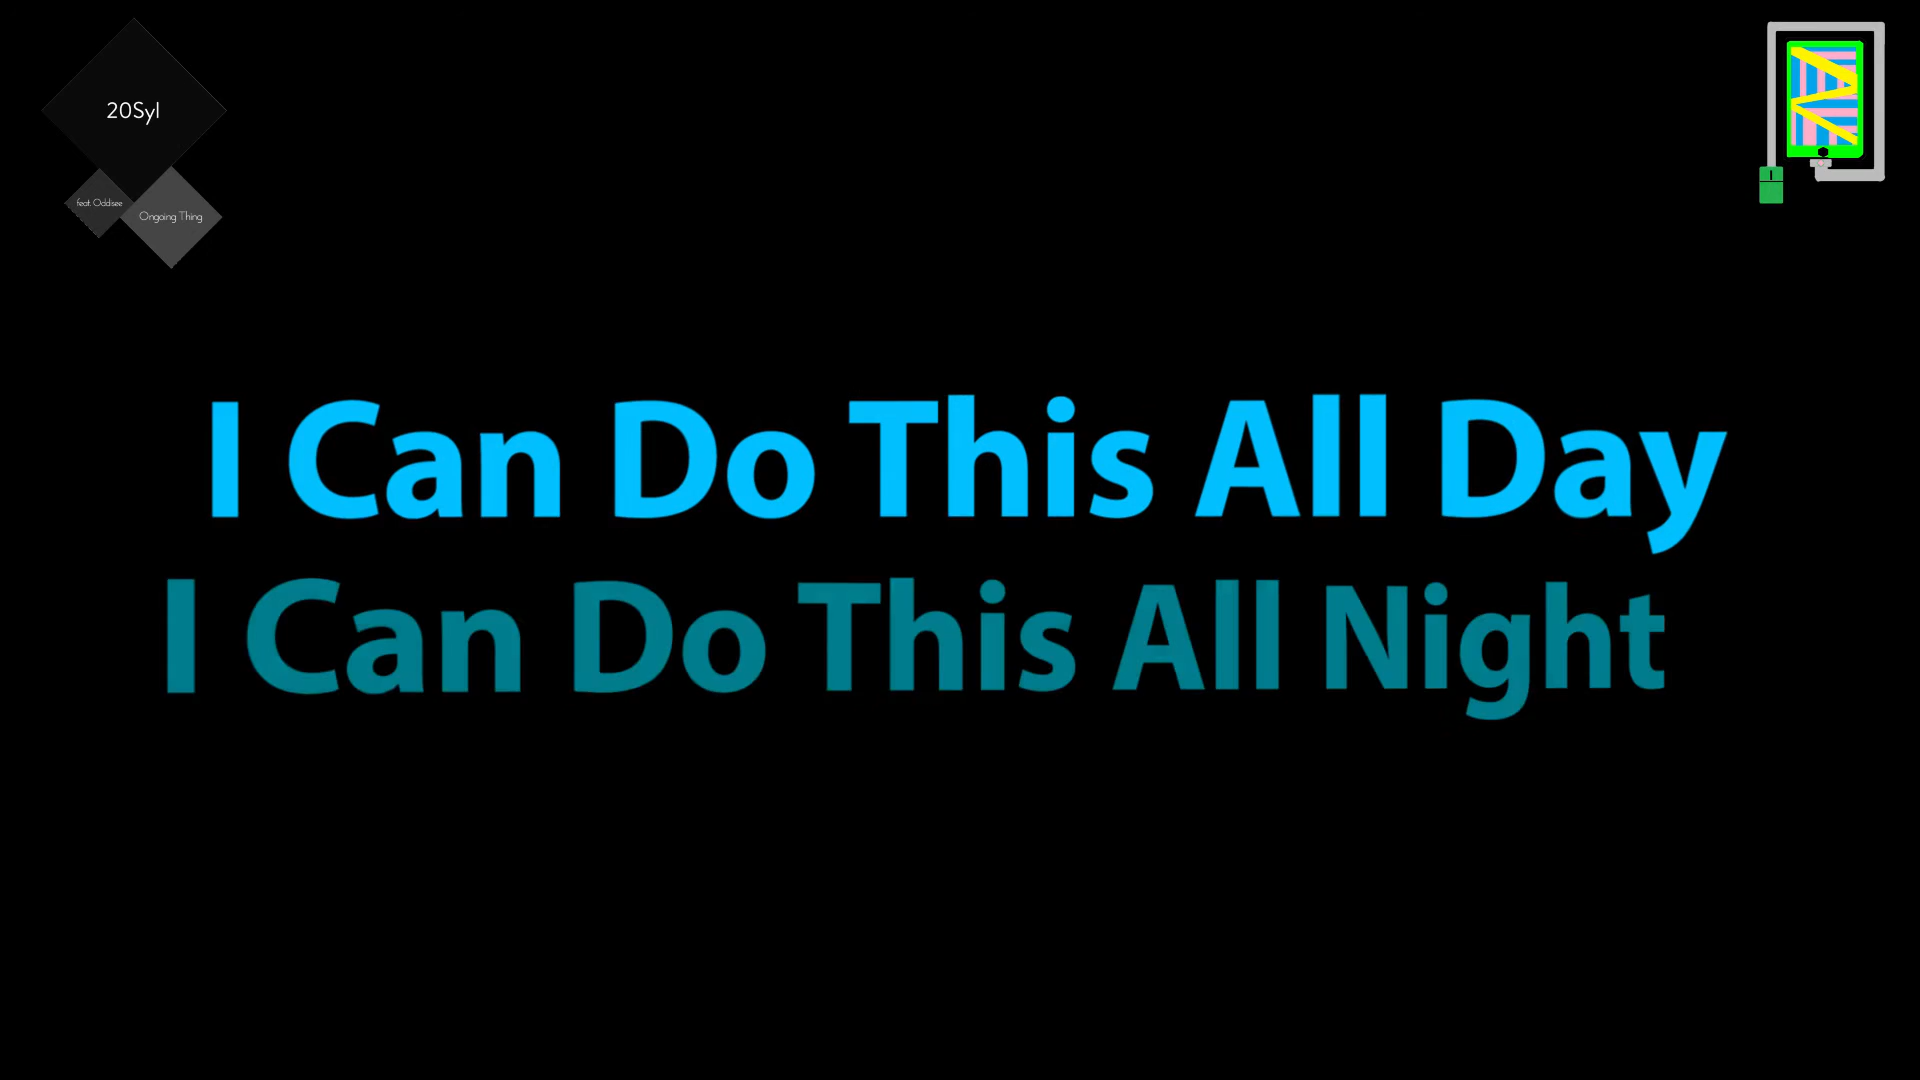 20Syl
feat. Oddisee
Ongoing Thing
I Can Do This All Day
I Can Do This All Night